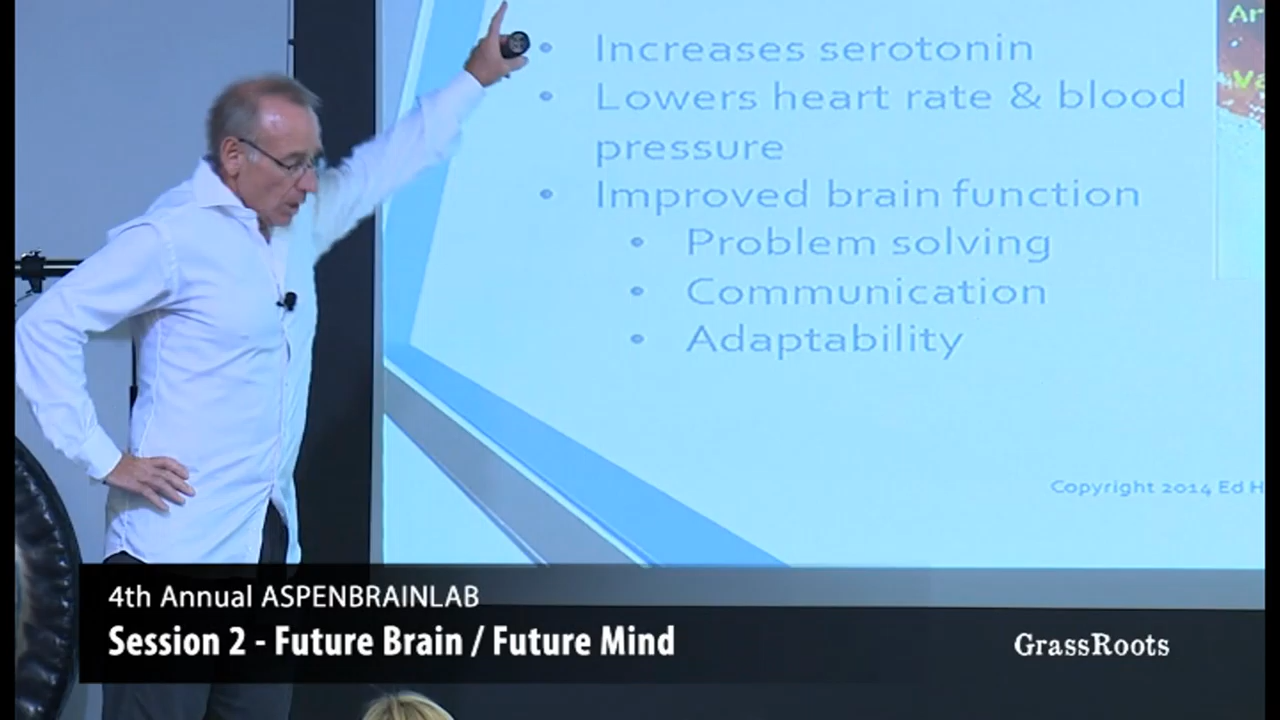 Increases serotonin
Lowers heart rate & blood
pressure
Improved brain function
Problem solving
Communication
Adaptability
Copyright 2014 Ed
4th Annual ASPENBRAINLAB
Session 2 - Future Brain / Future Mind
GrassRoots